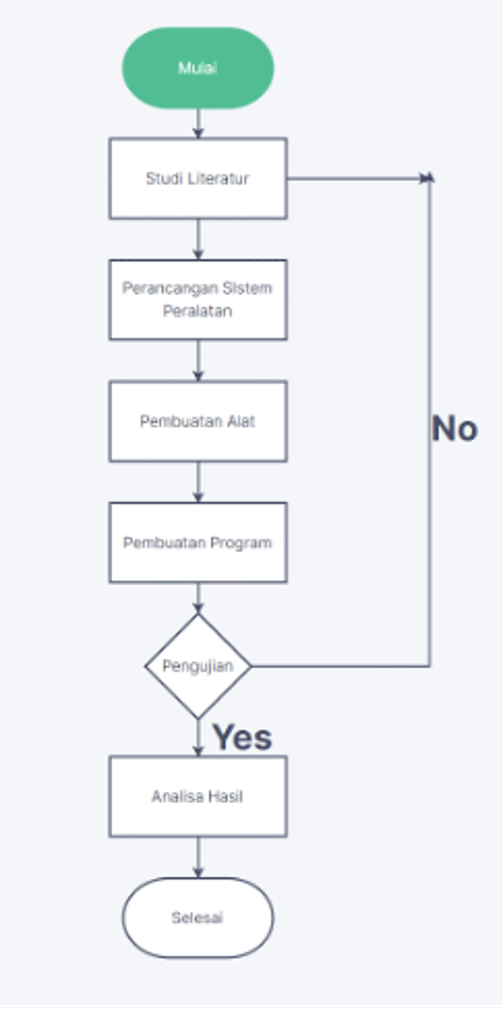 Mulai
Studi Literatur
Perancangan Sistem
Peralatan
Pembuatan Alat
No
Pembuatan Program
Pengujian
Yes
Analisa Hasil
Selesai